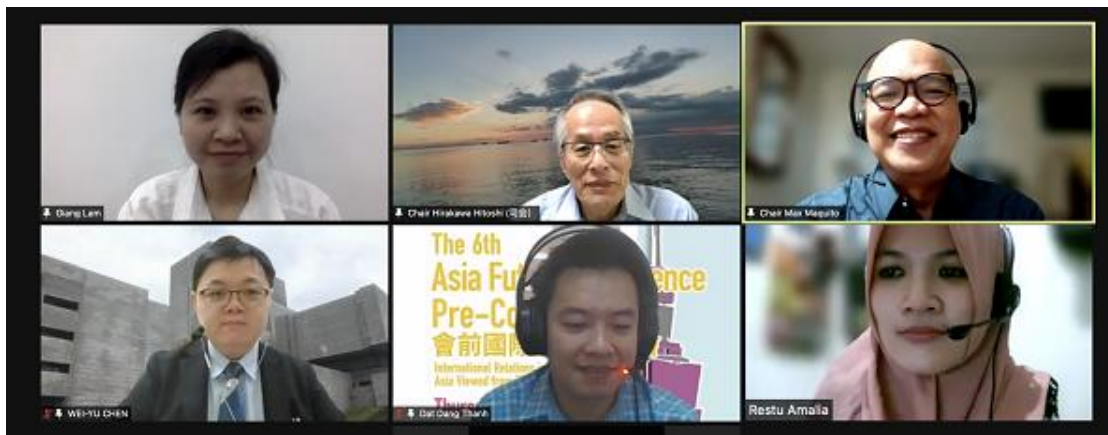 Giang Lam
Chair Hirakawa Hitoshi (司会)
Chair Max Maquito
WEI-YU CHEN
The 6th
Asia Fu ence
Pre-Co
會前國際
International Relations
Asia Viewed from
Thurs
Dat Dang Thanh
Restu Amalia